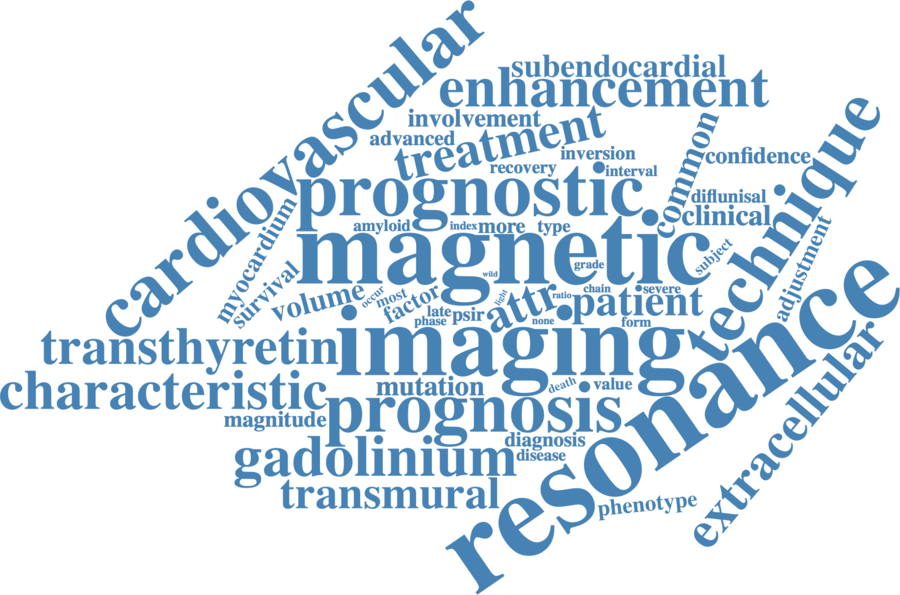 cardiovascular
subendocardial
enhancement
involvement
advanced
treatment
recovery
inversion
interval
common
confidence
technique
prognostic
diflunisal
clinical
myocardium
amyloid
index
more
type
magnetic
survival
wild
grade
subject
adjustment
volume
occur
most
factor
late
phase
psir
light
attr
ratio
none
chain
severe
patient
form
transthyretin
imaging
resonance
characteristic
mutation
death
value
magnitude
prognosis
extracellular
gadolinium
diagnosis
disease
transmural
phenotype